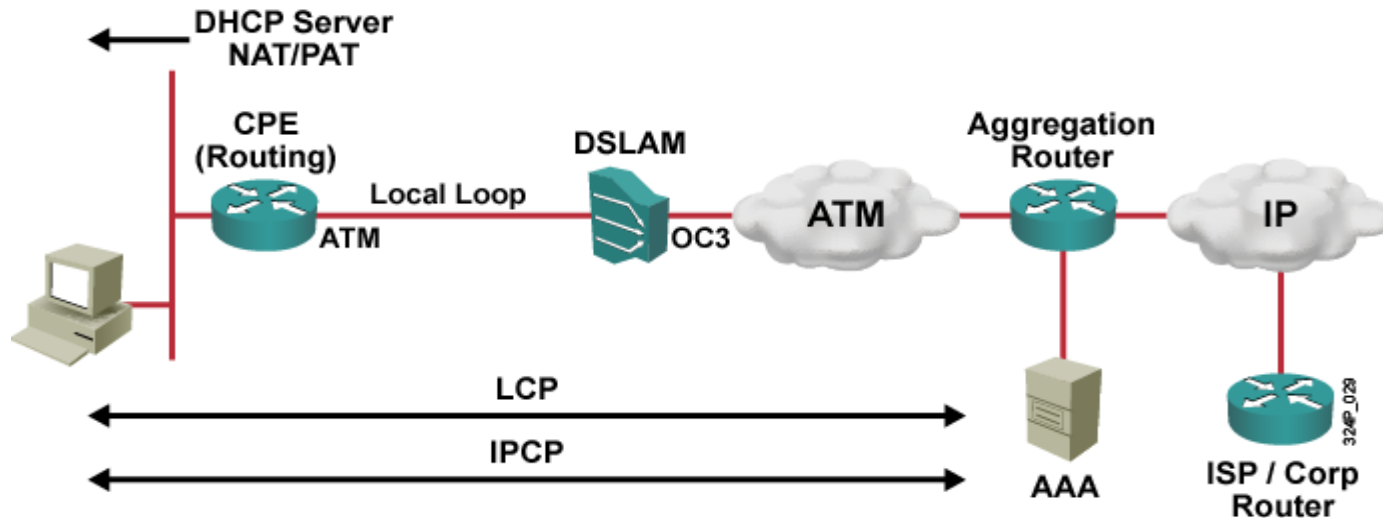 DHCP Server
NAT/PAT
CPE
(Routing)
ATM
Local Loop
DSLAM
OC3
ATM
Aggregation
Router
IP
LCP
IPCP
AAA
ISP / Corp
Router
324P_029